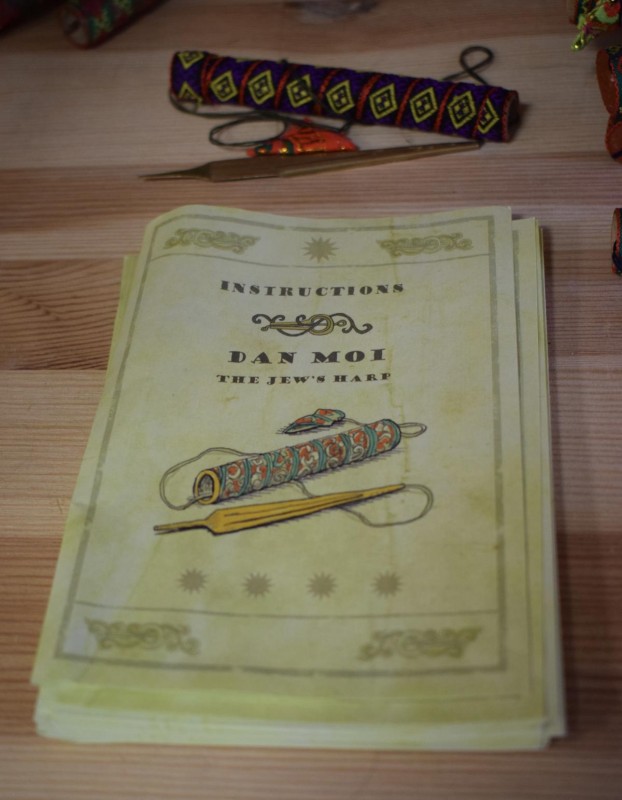 INSTRUCTIONS
DAN MOI
THE JEW'S HARP